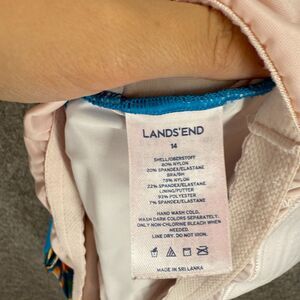 LANDS'END
14
SHELL/OBERSTOFF
80% NYLON
20% SPANDEX/ELASTANE
BRA/BH
78% NYLON
22% SPANDEX/ELASTANE
LINING/FUTTER
93% POLYESTER
7% SPANDEX/ELASTANE
HAND WASH COLD.
WASH DARK COLORS SEPARATELY.
ONLY NON-CHLORINE BLEACH WHEN
NEEDED.
LINE DRY. DO NOT IRON.
MADE IN SRI LANKA